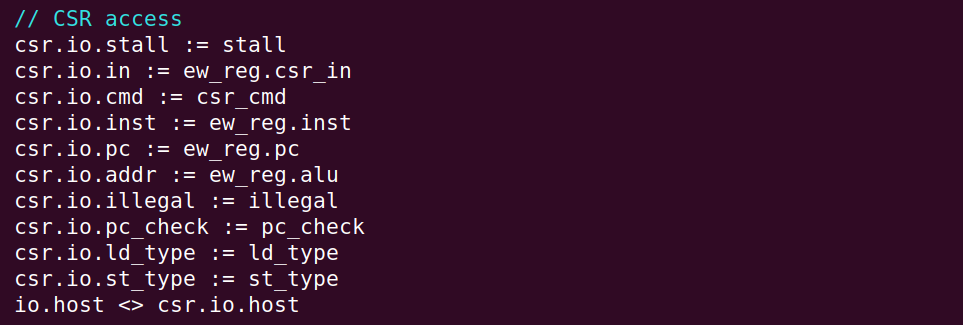 // CSR access
csr.io.stall := stall
csr.io.in := ew_reg.csr_in
csr.io.cmd := csr_cmd
csr.io.inst := ew_reg.inst
csr.io.pc := ew_reg.pc
csr.io.addr := ew_reg.alu
csr.io.illegal := illegal
csr.io.pc_check := pc_check
csr.io.ld_type := ld_type
csr.io.st_type := st_type
io.host <> csr.io.host